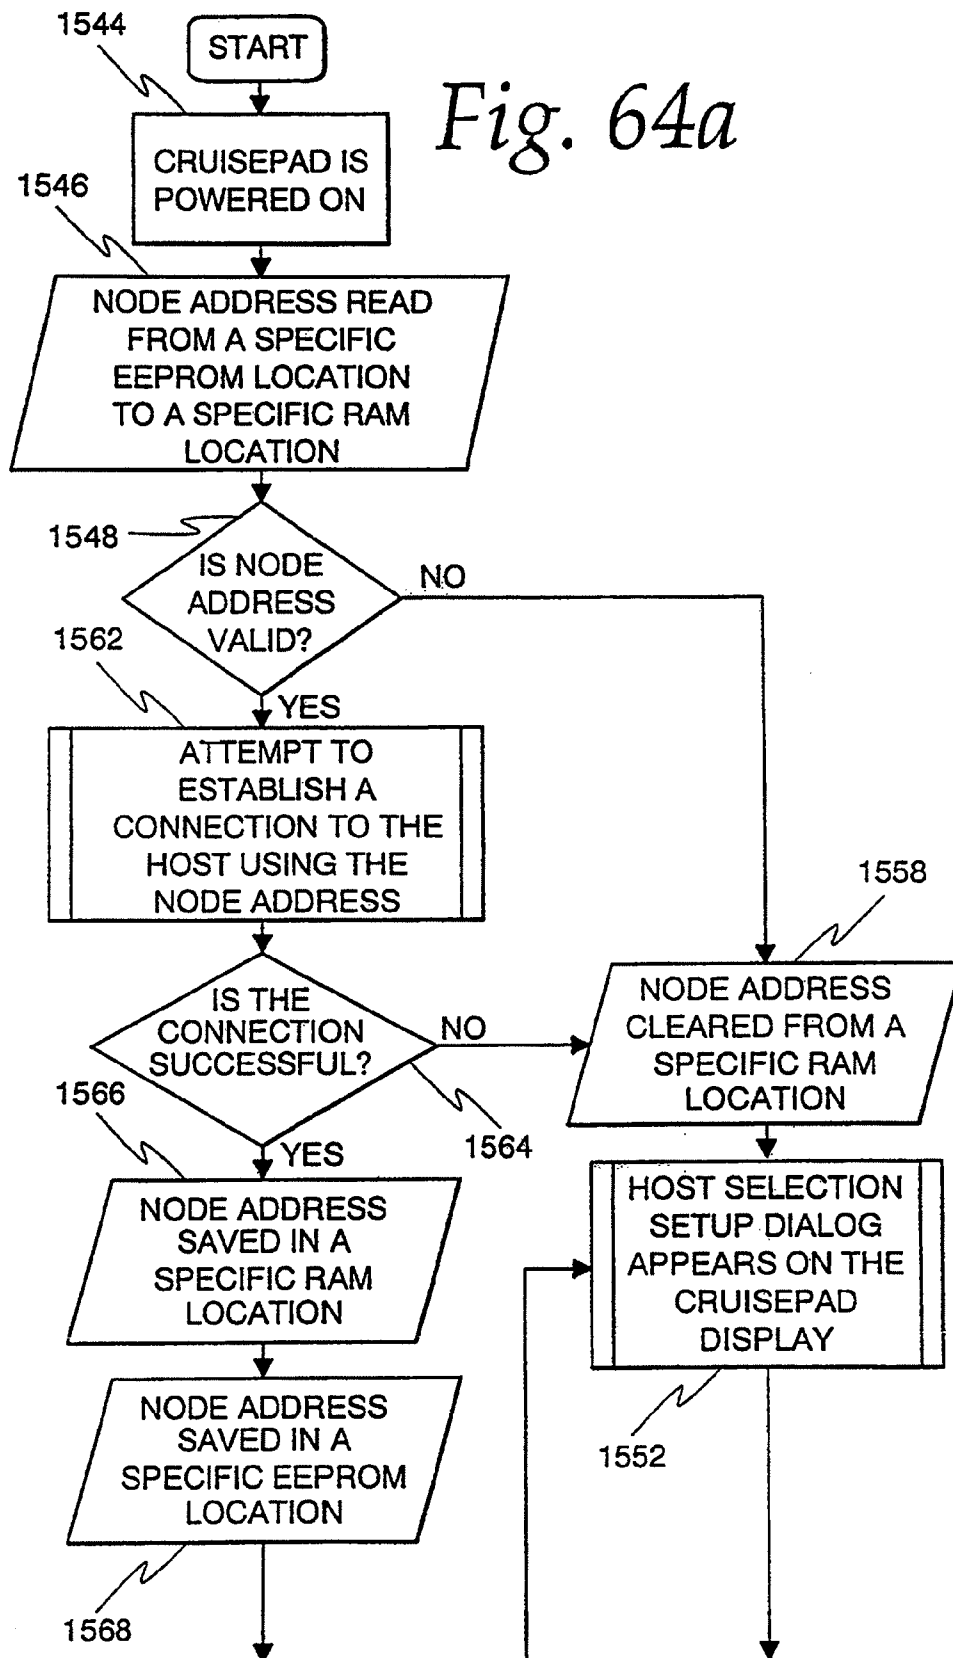 1544
START
Fig. 64a
CRUISEPAD IS
POWERED ON
1546
NODE ADDRESS READ
FROM A SPECIFIC
EEPROM LOCATION
TO A SPECIFIC RAM
LOCATION
1548
IS NODE
ADDRESS
VALID?
NO
1562
YES
ATTEMPT TO
ESTABLISH A
CONNECTION TO THE
HOST USING THE
NODE ADDRESS
1558
IS THE
CONNECTION
SUCCESSFUL?
NO
NODE ADDRESS
CLEARED FROM A
SPECIFIC RAM
LOCATION
1566
1564
YES
NODE ADDRESS
SAVED IN A
SPECIFIC RAM
LOCATION
HOST SELECTION
SETUP DIALOG
APPEARS ON THE
CRUISEPAD
DISPLAY
1552
NODE ADDRESS
SAVED IN A
SPECIFIC EEPROM
LOCATION
1568